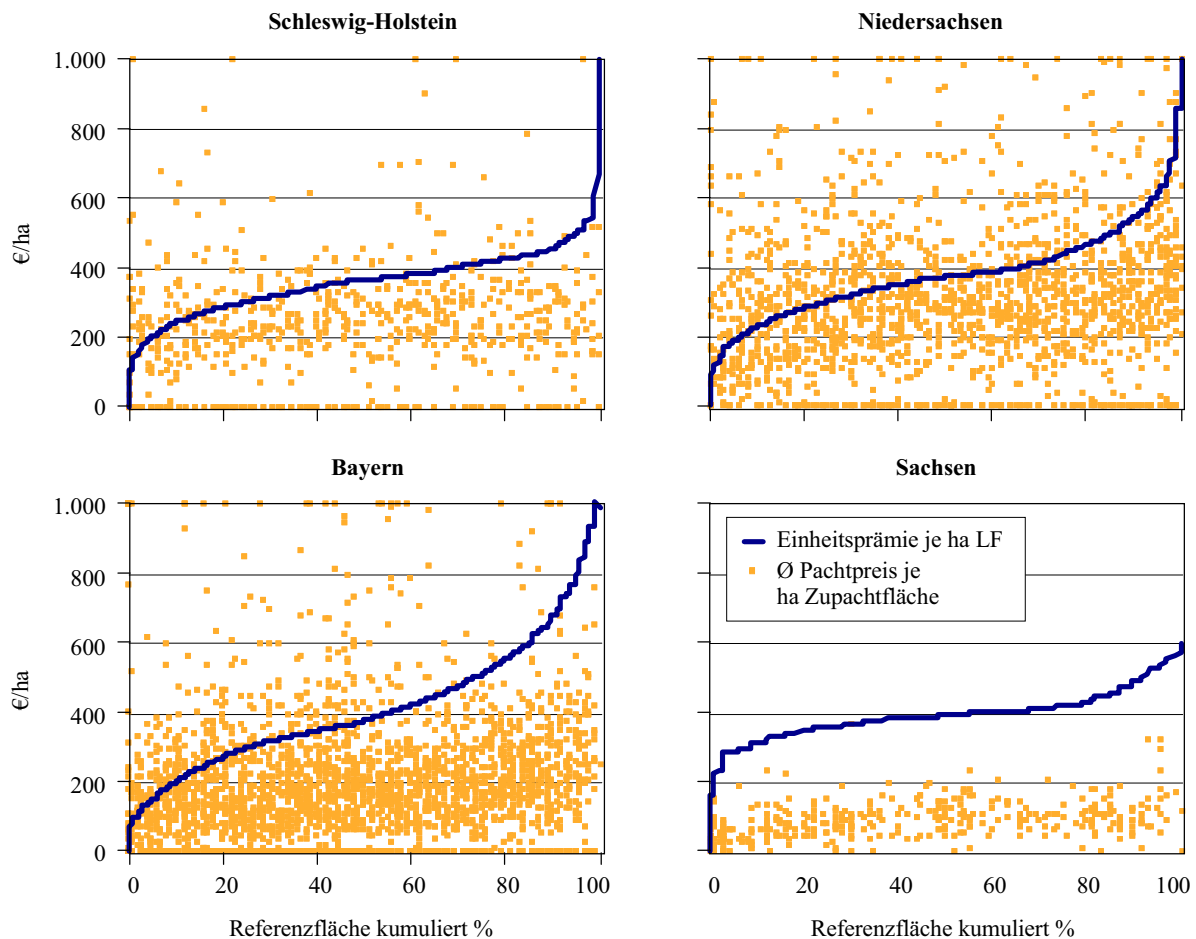 Schleswig-Holstein
Niedersachsen
1.000
800
600
400
200
0
€/ha
Bayern
Sachsen
1.000
800
600
400
200
0
€/ha
Einheitsprämie je ha LF
Ø Pachtpreis je
ha Zupachtfläche
0 20 40 60 80 100
0 20 40 60 80 100
Referenzfläche kumuliert %
Referenzfläche kumuliert %